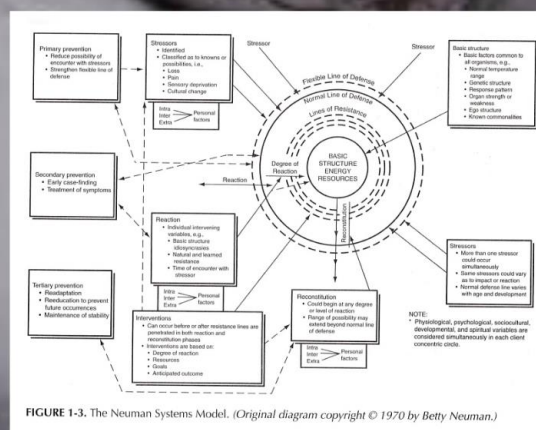 Primary prevention
• Reduce possibility of
encounter with stressors
• Strengthen flexible line of
defense
Stressors
• Identified
• Classified as to knowns or
possibilities, i.e.,
• Loss
• Pain
• Sensory deprivation
• Cultural change
Intra
Inter
Extra
Personal
factors
Stressor
Stressor
Basic structure
• Basic factors common to
all organisms, e.g.,
• Normal temperature
range
• Genetic structure
• Response pattern
• Organ strength or
weakness
• Ego structure
• Known commonalities
Flexible Line of Defense
Normal Line of Defense
Lines of Resistance
BASIC
STRUCTURE
ENERGY
RESOURCES
Degree of
Reaction
Reaction
Reconstitution
Secondary prevention
• Early case-finding
• Treatment of symptoms
Reaction
• Individual intervening
variables, e.g.,
• Basic structure
idiosyncrasies
• Natural and learned
resistance
• Time of encounter with
stressor
Intra
Inter
Extra
Personal
factors
Stressors
• More than one stressor
could occur
simultaneously
• Some stressors could vary
as to impact or reaction
• Normal defense line varies
with age and development
Tertiary prevention
• Readaptation
• Reeducation to prevent
future occurrences
• Maintenance of stability
Interventions
• Can occur before or after resistance lines are
penetrated in both reaction and
reconstitution phases
• Interventions are based on:
• Degree of reaction
• Resources
• Goals
• Anticipated outcome
Reconstitution
• Could begin at any degree
or level of reaction
• Range of possibility may
extend beyond normal line
of defense
Intra
Inter
Extra
Personal
factors
NOTE:
* Physiological, psychological, sociocultural,
developmental, and spiritual variables are
considered simultaneously in each client
concentric circle.
FIGURE 1-3. The Neuman Systems Model. (Original diagram copyright © 1970 by Betty Neuman.)